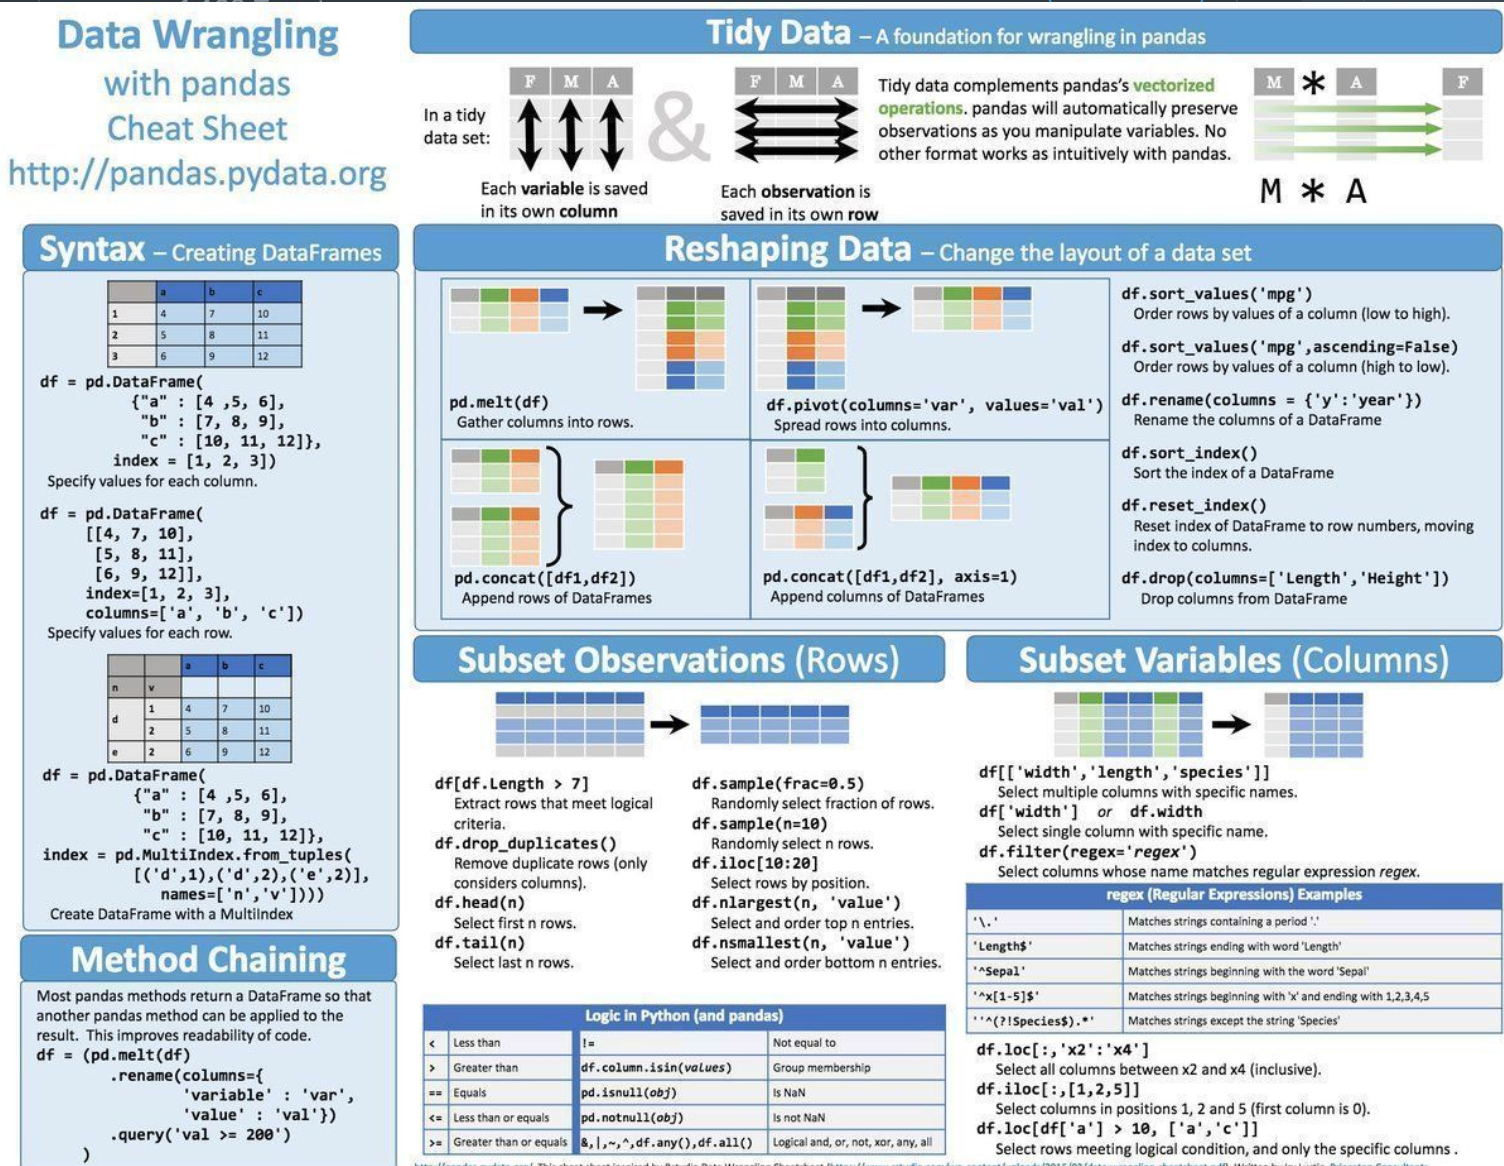 Data Wrangling
with pandas
Cheat Sheet
http://pandas.pydata.org
Tidy Data – A foundation for wrangling in pandas
In a tidy
data set:
F M A
Each variable is saved
in its own column
&
F M A
Each observation is
saved in its own row
Tidy data complements pandas's vectorized
operations. pandas will automatically preserve
observations as you manipulate variables. No
other format works as intuitively with pandas.
M * A F
M * A
Syntax – Creating DataFrames
a b c
1 4 7 10
2 5 8 11
3 6 9 12
df = pd.DataFrame(
{"a" : [4 ,5, 6],
"b" : [7, 8, 9],
"c" : [10, 11, 12]},
index = [1, 2, 3])
Specify values for each column.
df = pd.DataFrame(
[[4, 7, 10],
[5, 8, 11],
[6, 9, 12]],
index=[1, 2, 3],
columns=['a', 'b', 'c'])
Specify values for each row.
a b c
n v
d 1 4 7 10
2 5 8 11
e 2 6 9 12
df = pd.DataFrame(
{"a" : [4 ,5, 6],
"b" : [7, 8, 9],
"c" : [10, 11, 12]},
index = pd.MultiIndex.from_tuples(
[('d',1),('d',2),('e',2)],
names=['n','v'])))
Create DataFrame with a MultiIndex
Method Chaining
Most pandas methods return a DataFrame so that
another pandas method can be applied to the
result. This improves readability of code.
df = (pd.melt(df)
.rename(columns={
'variable' : 'var',
'value' : 'val'})
.query('val >= 200')
)
Reshaping Data – Change the layout of a data set
pd.melt(df)
Gather columns into rows.
df.pivot(columns='var', values='val')
Spread rows into columns.
pd.concat([df1,df2])
Append rows of DataFrames
pd.concat([df1,df2], axis=1)
Append columns of DataFrames
df.sort_values('mpg')
Order rows by values of a column (low to high).
df.sort_values('mpg',ascending=False)
Order rows by values of a column (high to low).
df.rename(columns = {'y':'year'})
Rename the columns of a DataFrame
df.sort_index()
Sort the index of a DataFrame
df.reset_index()
Reset index of DataFrame to row numbers, moving
index to columns.
df.drop(columns=['Length','Height'])
Drop columns from DataFrame
Subset Observations (Rows)
df[df.Length > 7]
Extract rows that meet logical
criteria.
df.drop_duplicates()
Remove duplicate rows (only
considers columns).
df.head(n)
Select first n rows.
df.tail(n)
Select last n rows.
df.sample(frac=0.5)
Randomly select fraction of rows.
df.sample(n=10)
Randomly select n rows.
df.iloc[10:20]
Select rows by position.
df.nlargest(n, 'value')
Select and order top n entries.
df.nsmallest(n, 'value')
Select and order bottom n entries.
Logic in Python (and pandas)
< Less than != Not equal to
> Greater than df.column.isin(values) Group membership
== Equals pd.isnull(obj) Is NaN
<= Less than or equals pd.notnull(obj) Is not NaN
>= Greater than or equals &,|,~,^,df.any(),df.all() Logical and, or, not, xor, any, all
Subset Variables (Columns)
df[['width','length','species']]
Select multiple columns with specific names.
df['width'] or df.width
Select single column with specific name.
df.filter(regex='regex')
Select columns whose name matches regular expression regex.
regex (Regular Expressions) Examples
'\.' Matches strings containing a period '.'
'Length$' Matches strings ending with word 'Length'
'^Sepal' Matches strings beginning with the word 'Sepal'
'^x[1-5]$' Matches strings beginning with 'x' and ending with 1,2,3,4,5
''^(?!Species$).*' Matches strings except the string 'Species'
df.loc[:,'x2':'x4']
Select all columns between x2 and x4 (inclusive).
df.iloc[:,[1,2,5]]
Select columns in positions 1, 2 and 5 (first column is 0).
df.loc[df['a'] > 10, ['a','c']]
Select rows meeting logical condition, and only the specific columns .